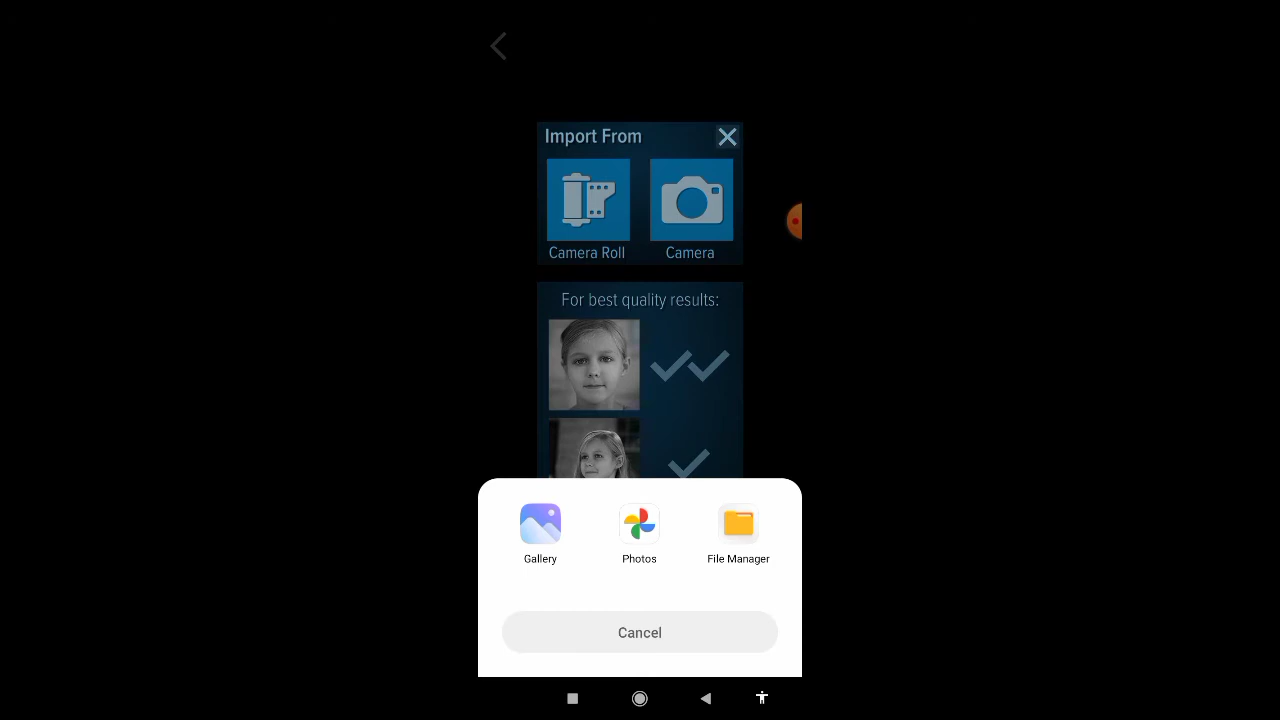 Import From
Camera Roll
Camera
For best quality results:
Gallery
Photos
File Manager
Cancel